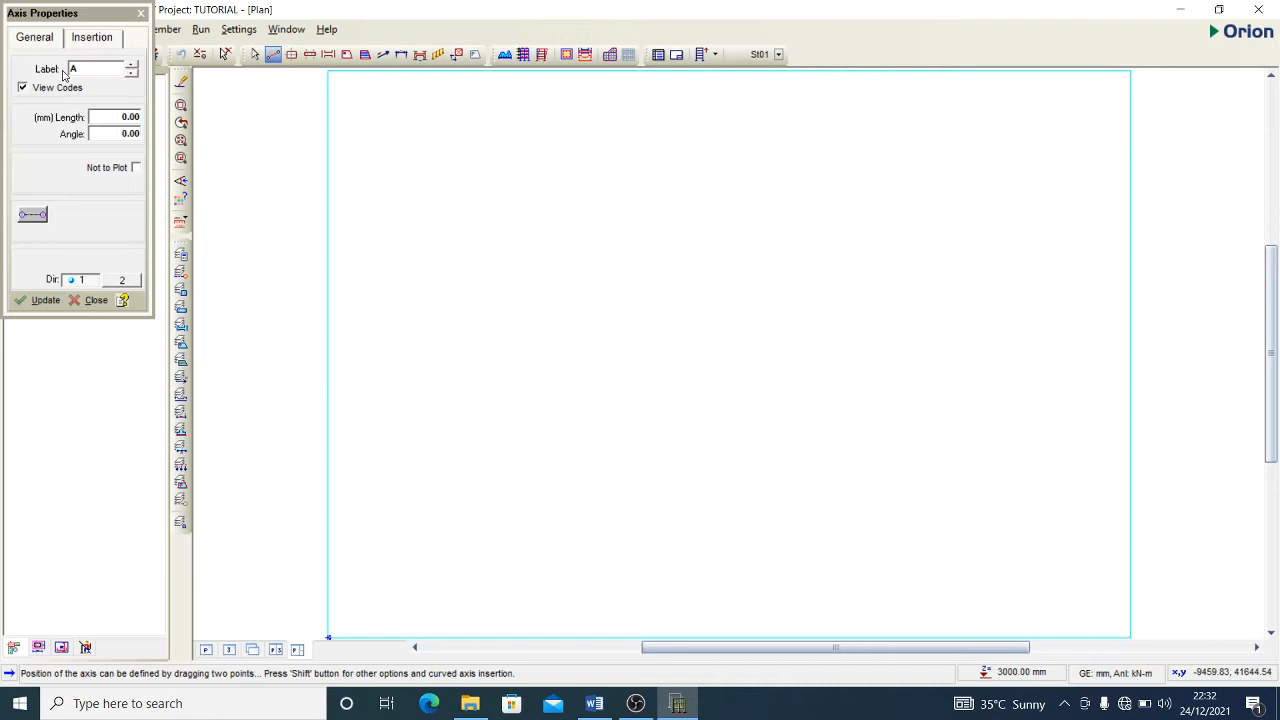 Axis Properties
Project: TUTORIAL - [Plan]
General
Insertion
ember
Run
Settings
Window
Help
Orion
Label:
A
St01
View Codes
(mm) Length:
0.00
Angle:
0.00
Not to Plot
Dir:
1
2
Update
Close
Position of the axis can be defined by dragging two points... Press 'Shift' button for other options and curved axis insertion.
Z=
3000.00 mm
GE: mm, Anl: kN-m
x,y
-9459.83, 41644.54
Type here to search
35°C Sunny
22:32
24/12/2021